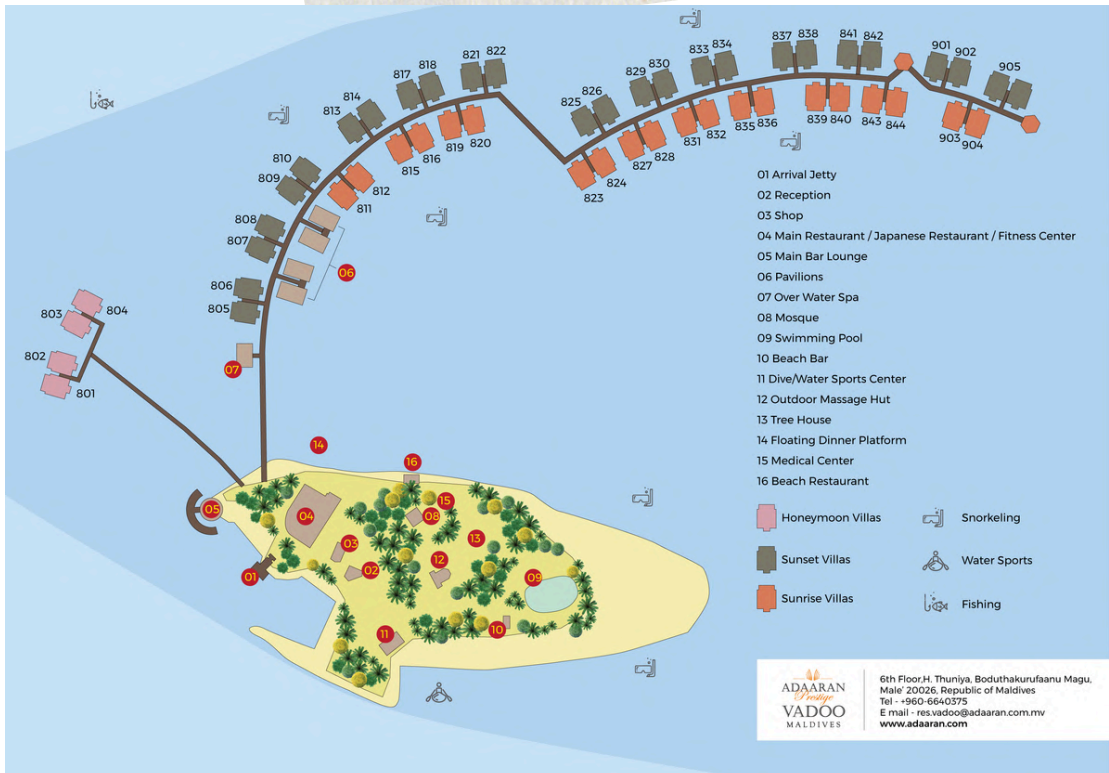 821
822
817
818
819
820
813
814
815
816
810
809
812
811
808
807
06
806
805
07
803
804
802
801
823
824
825
826
827
828
829
830
831
832
833
834
835
836
837
838
839
840
841
842
843
844
901
902
903
904
905
14
16
05
04
15
08
03
13
12
02
01
09
11
10
01 Arrival Jetty
02 Reception
03 Shop
04 Main Restaurant / Japanese Restaurant / Fitness Center
05 Main Bar Lounge
06 Pavilions
07 Over Water Spa
08 Mosque
09 Swimming Pool
10 Beach Bar
11 Dive/Water Sports Center
12 Outdoor Massage Hut
13 Tree House
14 Floating Dinner Platform
15 Medical Center
16 Beach Restaurant
Honeymoon Villas
Snorkeling
Sunset Villas
Water Sports
Sunrise Villas
Fishing
ADAARAN
Prestige
VADOO
MALDIVES
6th Floor,H. Thuniya, Boduthakurufaanu Magu,
Male' 20026, Republic of Maldives
Tel - +960-6640375
E mail - res.vadoo@adaaran.com.mv
www.adaaran.com